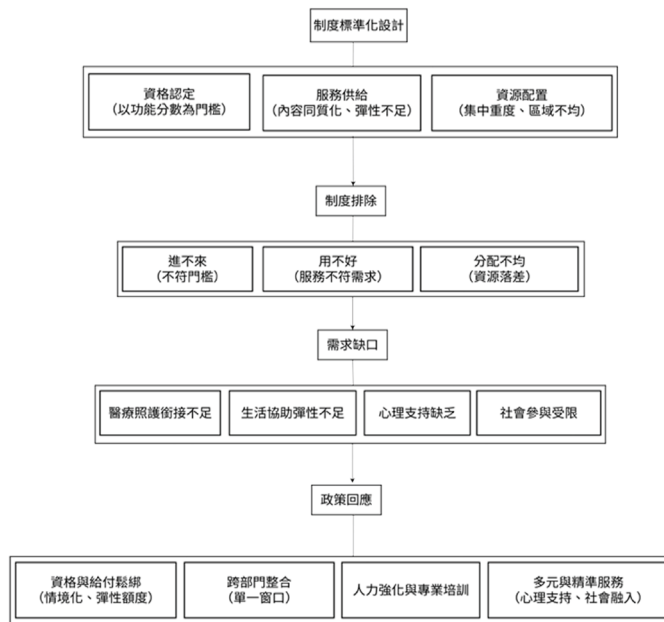 制度標準化設計
資格認定
(以功能分數為門檻)
服務供給
(內容同質化、彈性不足)
資源配置
(集中重度、區域不均)
制度排除
進不來
(不符門檻)
用不好
(服務不符需求)
分配不均
(資源落差)
需求缺口
醫療照護銜接不足
生活協助彈性不足
心理支持缺乏
社會參與受限
政策回應
資格與給付鬆綁
(情境化、彈性額度)
跨部門整合
(單一窗口)
人力強化與專業培訓
多元與精準服務
(心理支持、社會融入)